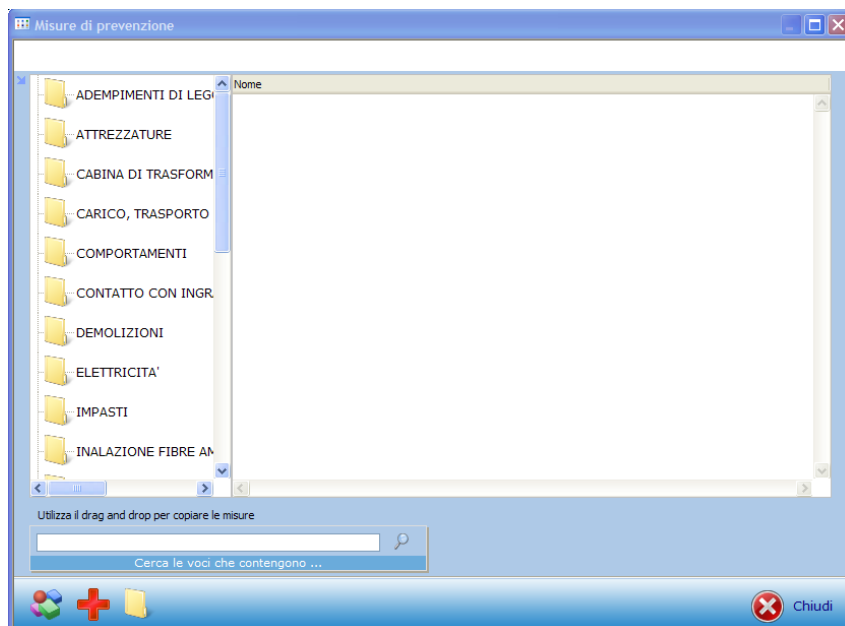 Misure di prevenzione
Nome
ADEMPIMENTI DI LEG
ATTREZZATURE
CABINA DI TRASFORM
CARICO, TRASPORTO
COMPORTAMENTI
CONTATTO CON INGR
DEMOLIZIONI
ELETTRICITA'
IMPASTI
INALAZIONE FIBRE AM
Utilizza il drag and drop per copiare le misure
Cerca le voci che contengono ...
Chiudi